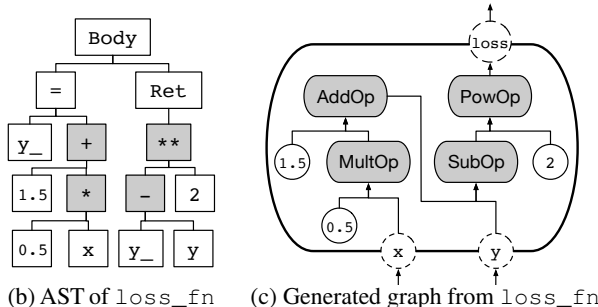 Body
= Ret
y_ + **
1.5 * - 2
0.5 x y_ y
(b) AST of loss_fn
loss
AddOp PowOp
1.5 MultOp SubOp 2
0.5
x y
(c) Generated graph from loss_fn